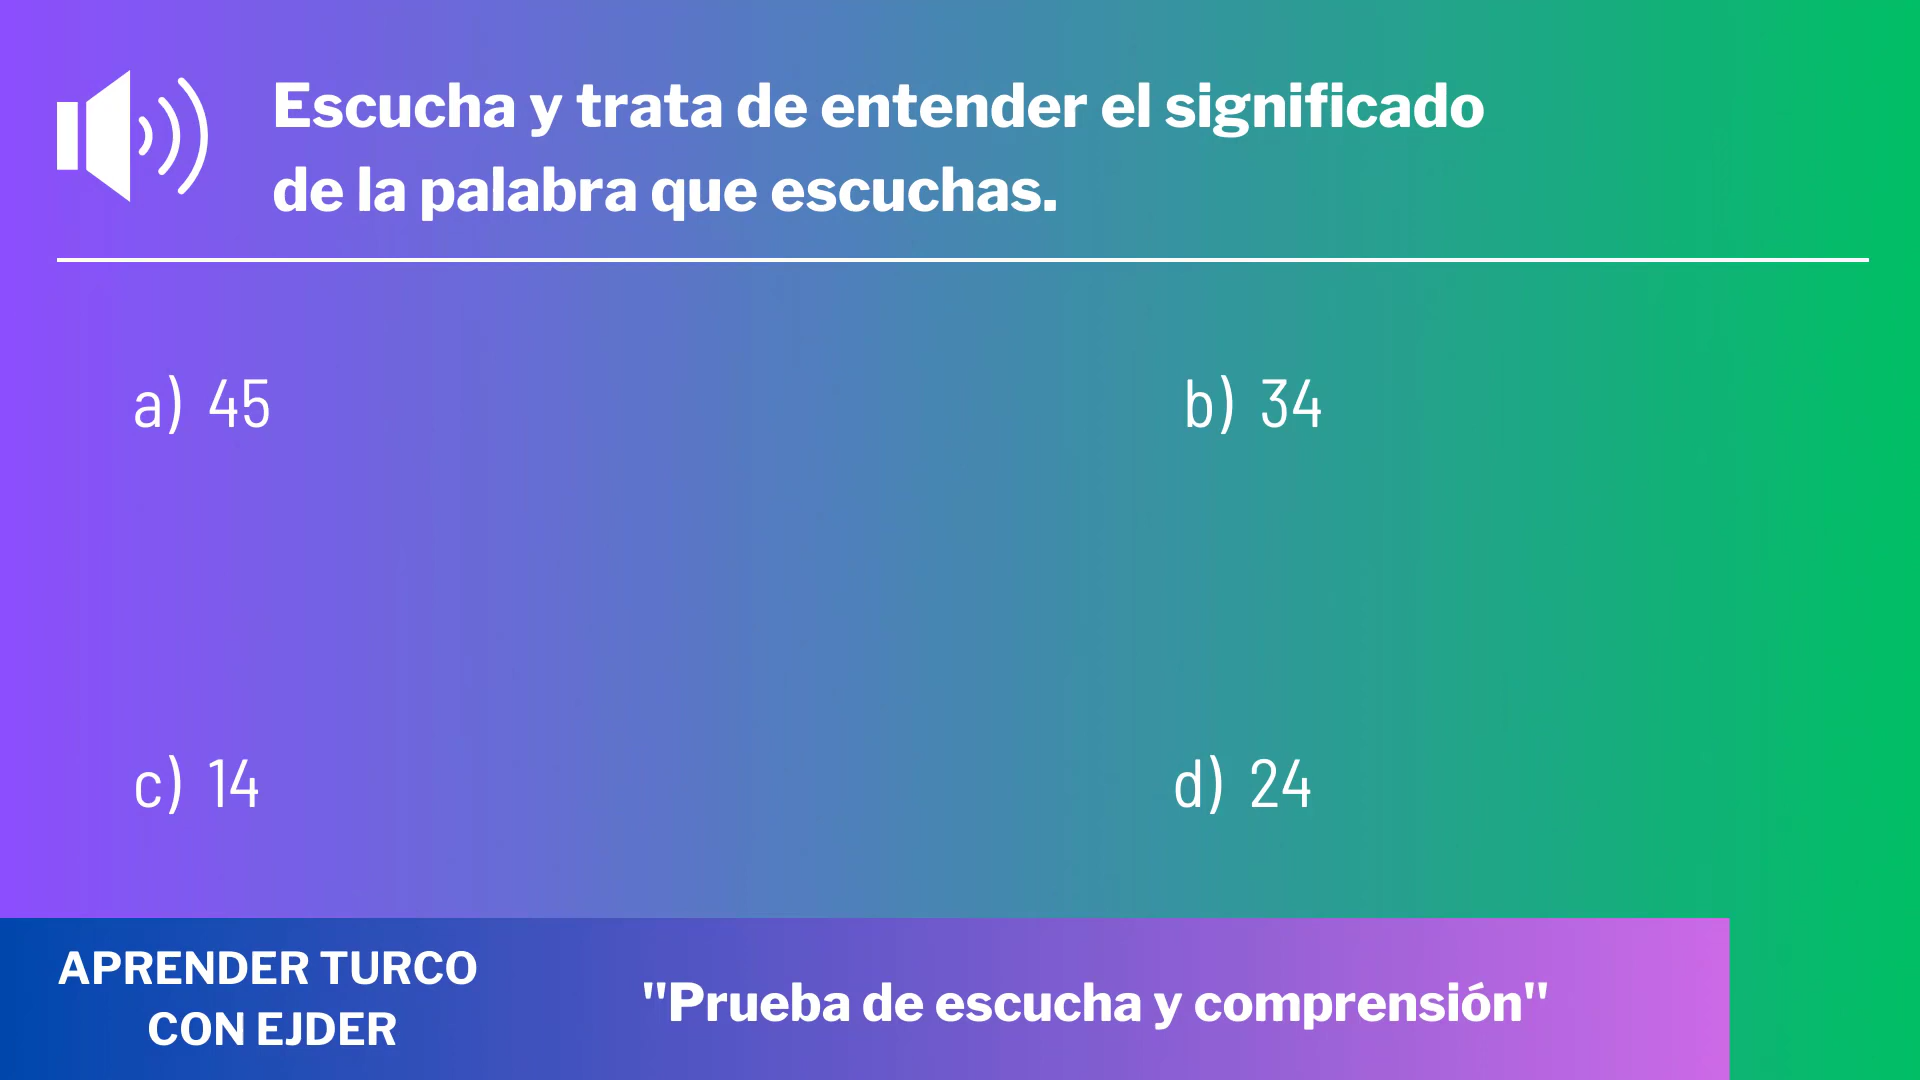 Escucha y trata de entender el significado
de la palabra que escuchas.
a) 45
b) 34
c) 14
d) 24
APRENDER TURCO
CON EJDER
"Prueba de escucha y comprensión"